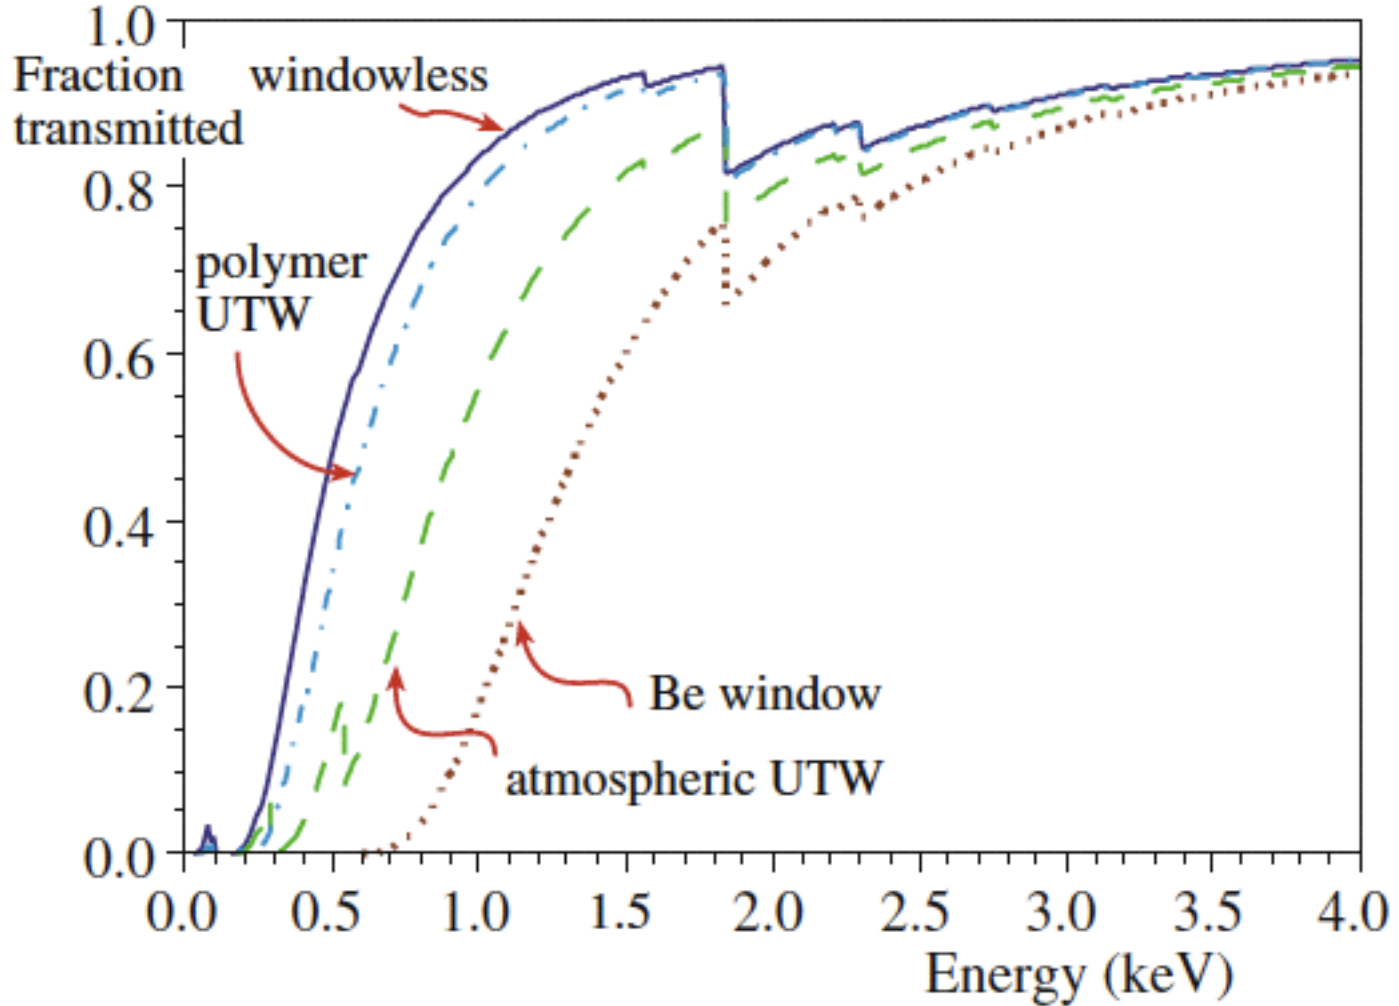 1.0
Fraction
transmitted
windowless
0.8
polymer
UTW
0.6
0.4
0.2
Be window
atmospheric UTW
0.0
0.0 0.5 1.0 1.5 2.0 2.5 3.0 3.5 4.0
Energy (keV)